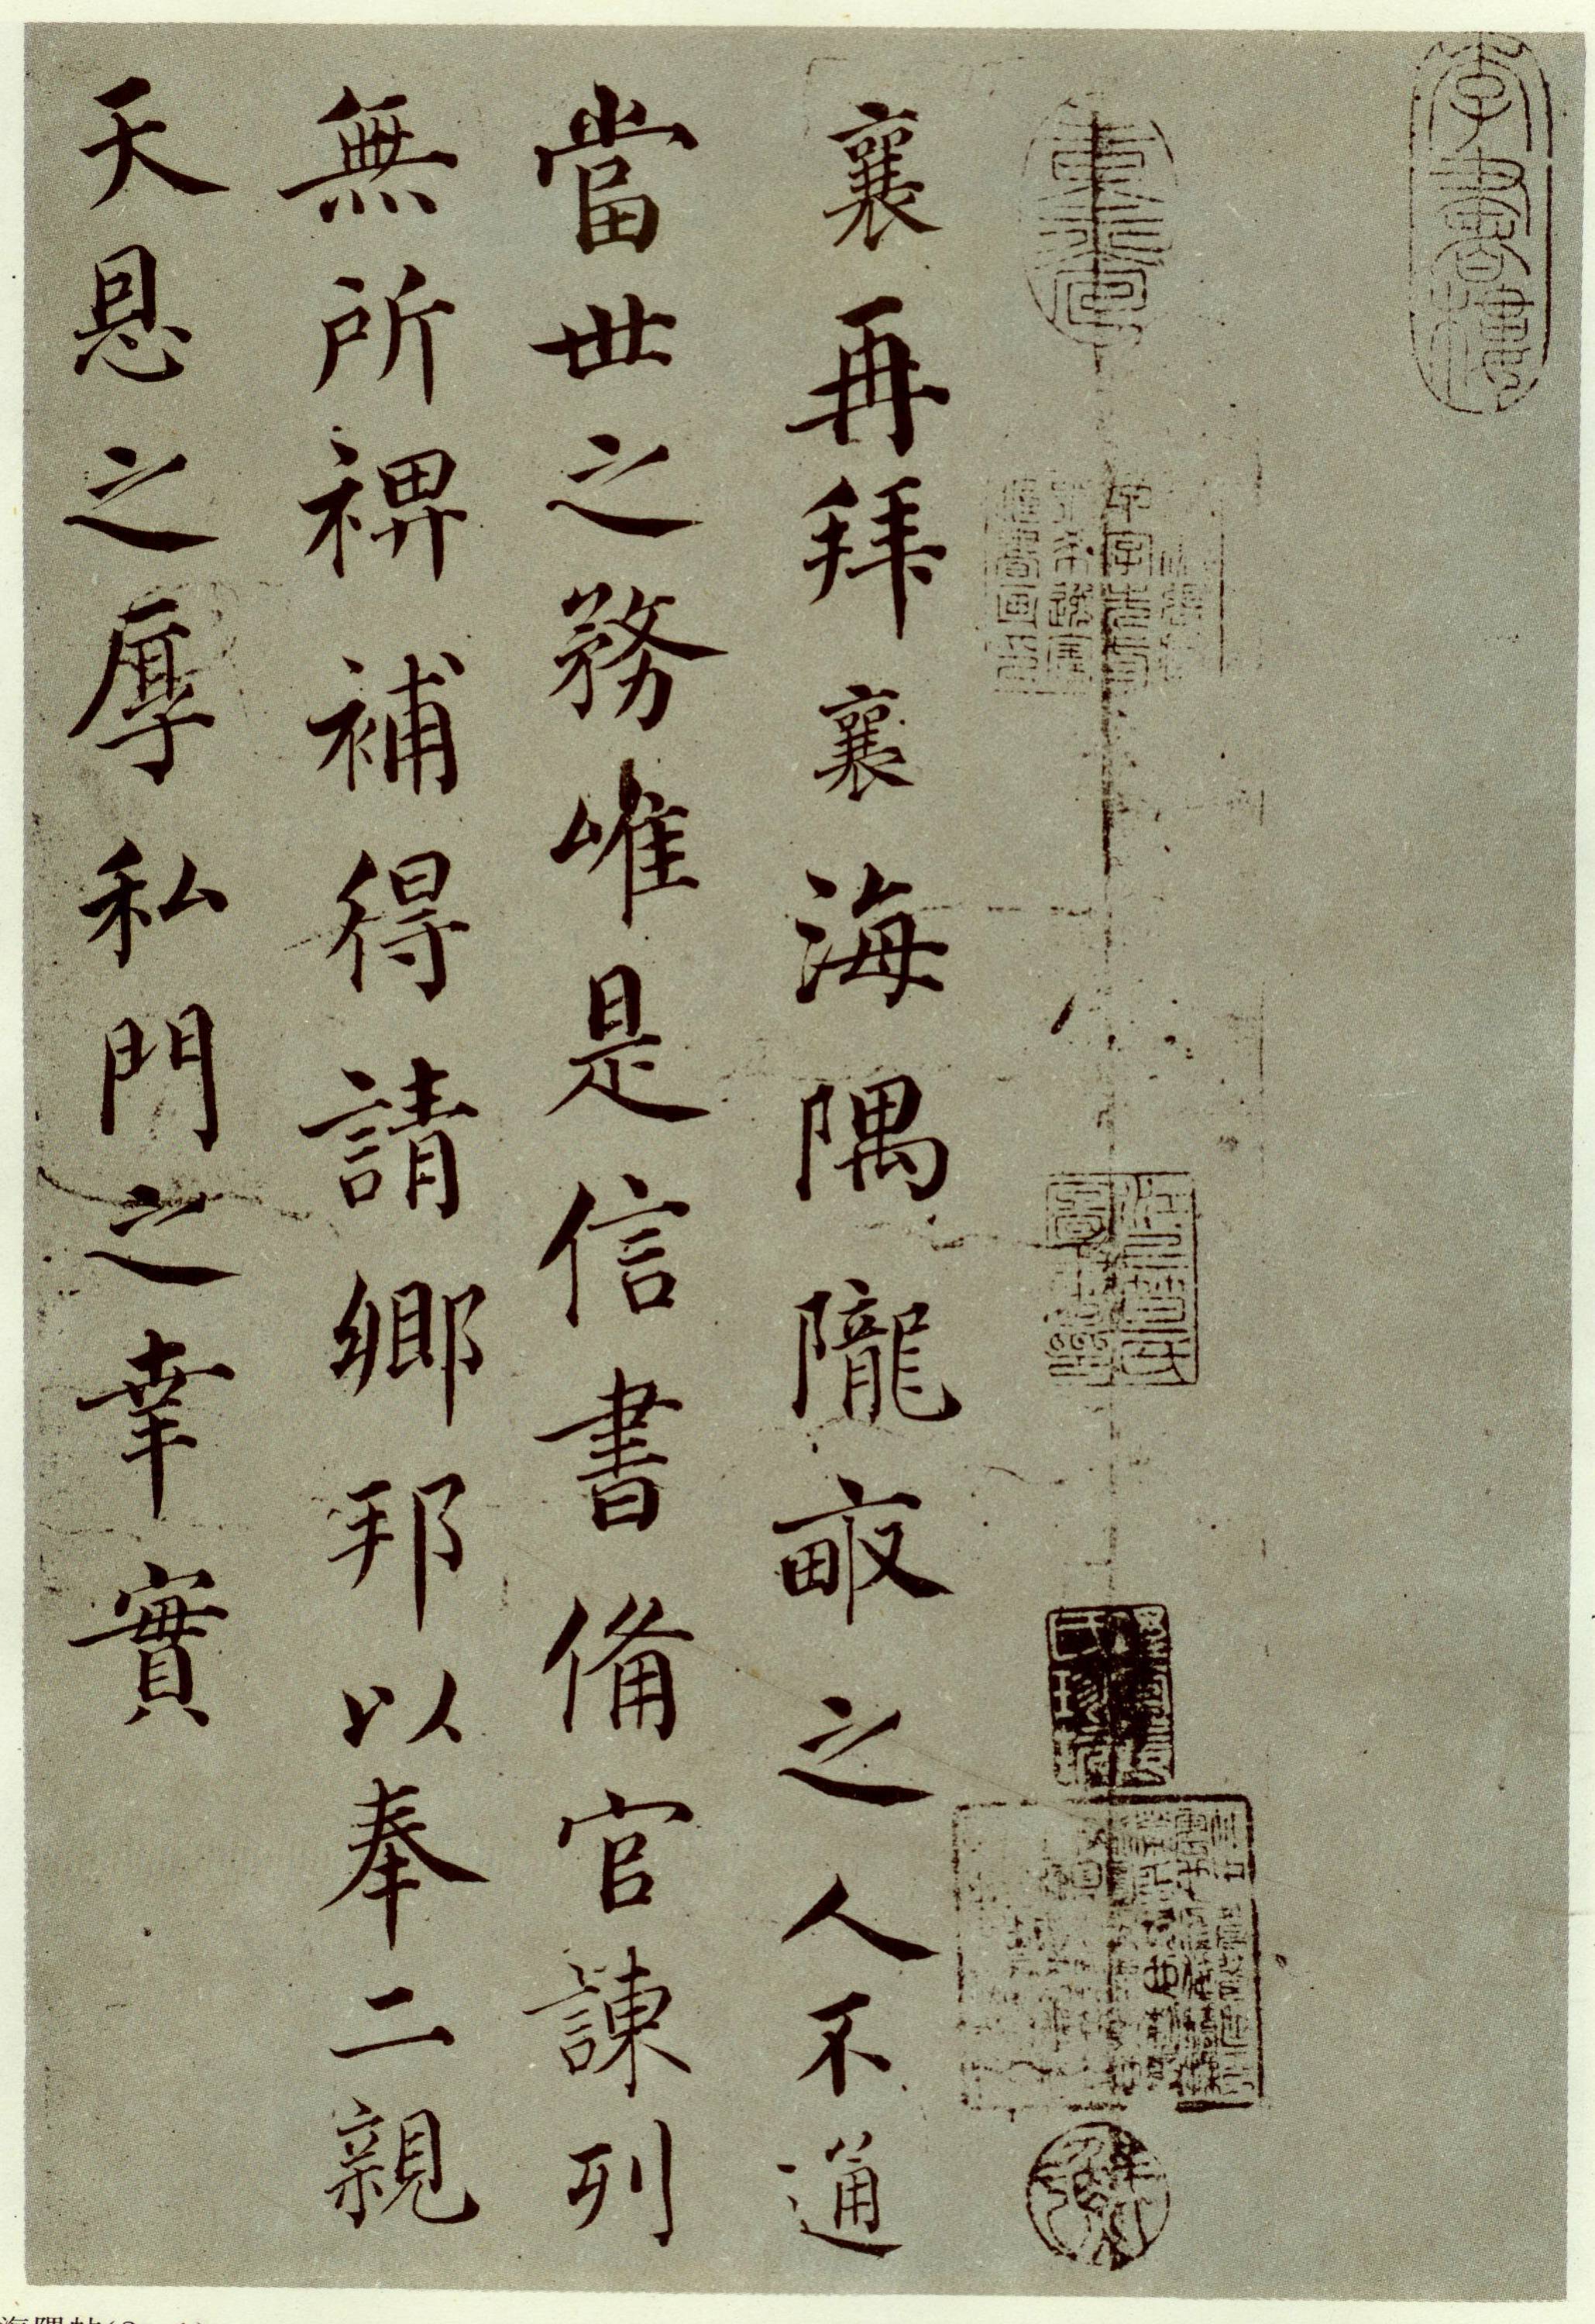 襄再拜襄海隅隴畝之人不通
當世之務唯是信書備官諫列
無所裨補得請鄉邦以奉二親
天恩之厚私門之幸實